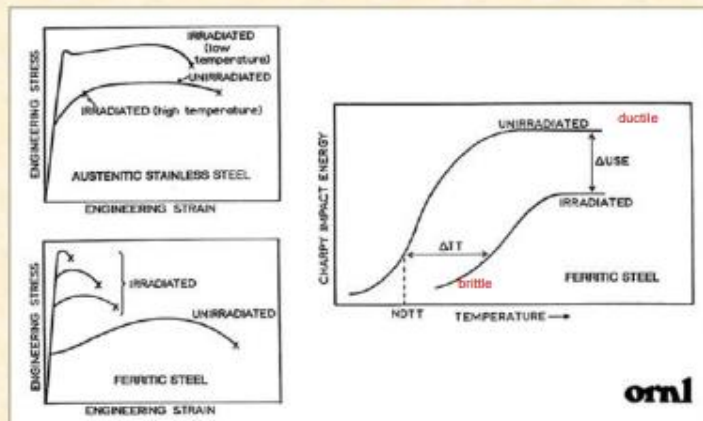 ENGINEERING STRESS
IRRADIATED
(low
temperature)
UNIRRADIATED
IRRADIATED (high temperature)
AUSTENITIC STAINLESS STEEL
ENGINEERING STRAIN
ENGINEERING STRESS
IRRADIATED
UNIRRADIATED
FERRITIC STEEL
ENGINEERING STRAIN
CHARPY IMPACT ENERGY
UNIRRADIATED
ductile
ΔUSE
IRRADIATED
ΔTT
brittle
FERRITIC STEEL
NDTT
TEMPERATURE
ornl